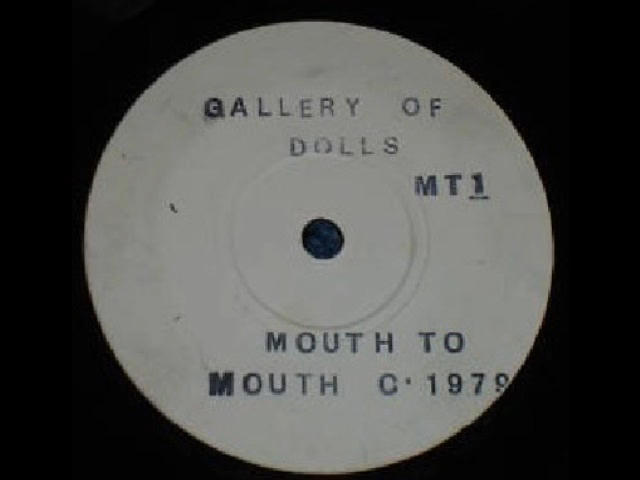 GALLERY OF
DOLLS
MT1
MOUTH TO
MOUTH C·1979